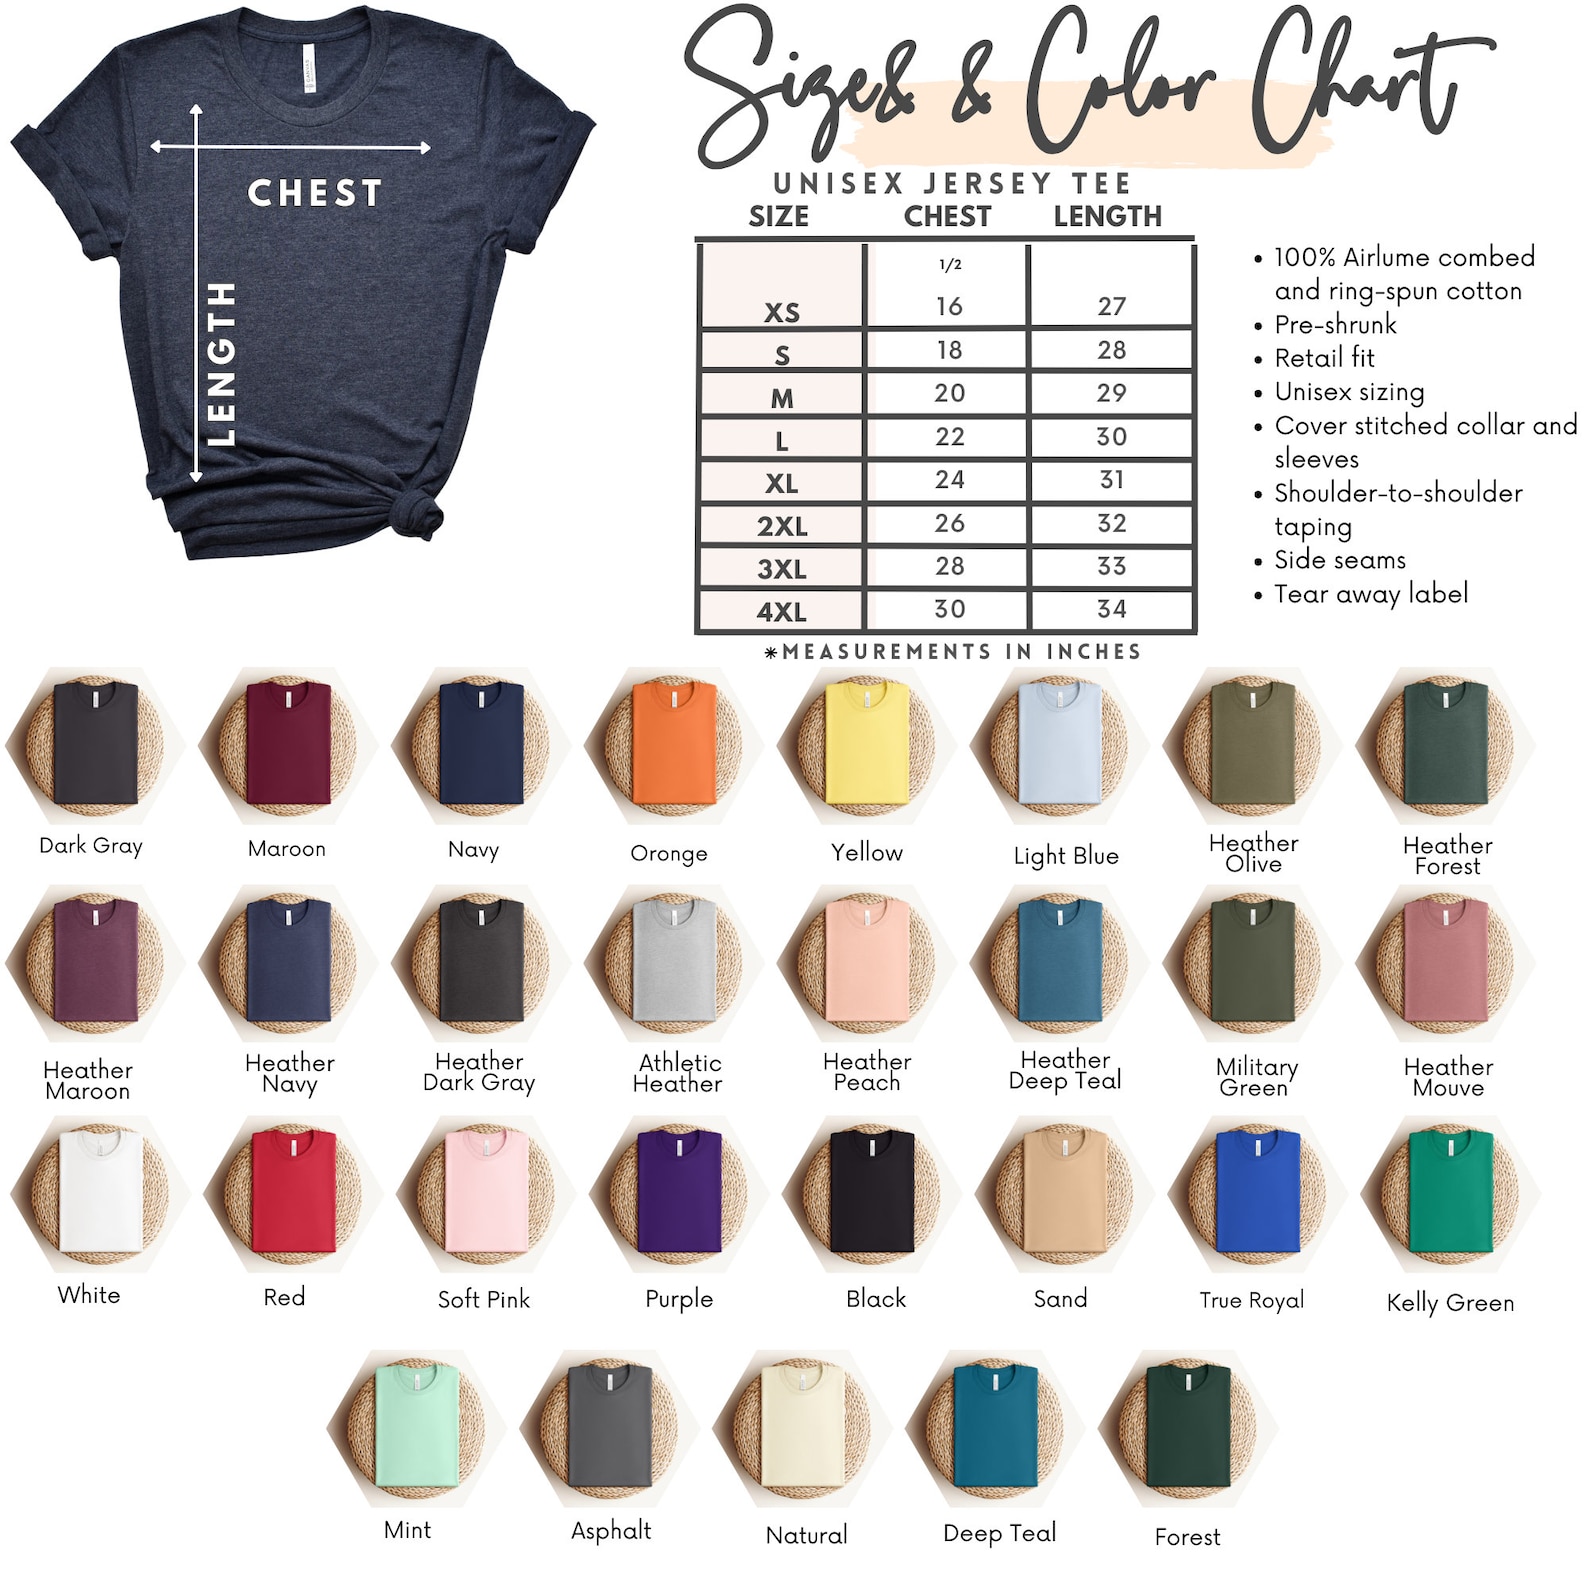 Sizes & Color Chart
UNISEX JERSEY TEE
SIZE CHEST LENGTH
1/2
XS 16 27
S 18 28
M 20 29
L 22 30
XL 24 31
2XL 26 32
3XL 28 33
4XL 30 34
*MEASUREMENTS IN INCHES
CHEST
LENGTH
• 100% Airlume combed
and ring-spun cotton
• Pre-shrunk
• Retail fit
• Unisex sizing
• Cover stitched collar and
sleeves
• Shoulder-to-shoulder
taping
• Side seams
• Tear away label
Dark Gray
Maroon
Navy
Oronge
Yellow
Light Blue
Heather
Olive
Heather
Forest
Heather
Maroon
Heather
Navy
Heather
Dark Gray
Athletic
Heather
Heather
Peach
Heather
Deep Teal
Military
Green
Heather
Mouve
White
Red
Soft Pink
Purple
Black
Sand
True Royal
Kelly Green
Mint
Asphalt
Natural
Deep Teal
Forest